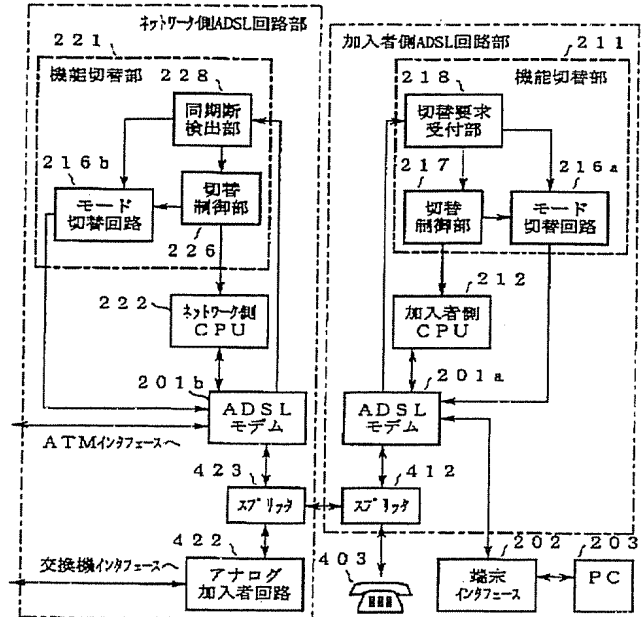 ネットワーク側ADSL回路部
加入者側ADSL回路部
221
機能切替部
228
同期断
検出部
216b
モード
切替回路
切替
制御部
226
222
ネットワーク側
CPU
201b
ADSL
モデム
ATMインタフェースへ
423
スプリッタ
交換機インタフェースへ
422
アナログ
加入者回路
211
218
機能切替部
切替要求
受付部
217
216a
切替
制御部
モード
切替回路
212
加入者側
CPU
201a
ADSL
モデム
412
スプリッタ
403
202
端末
インタフェース
203
PC